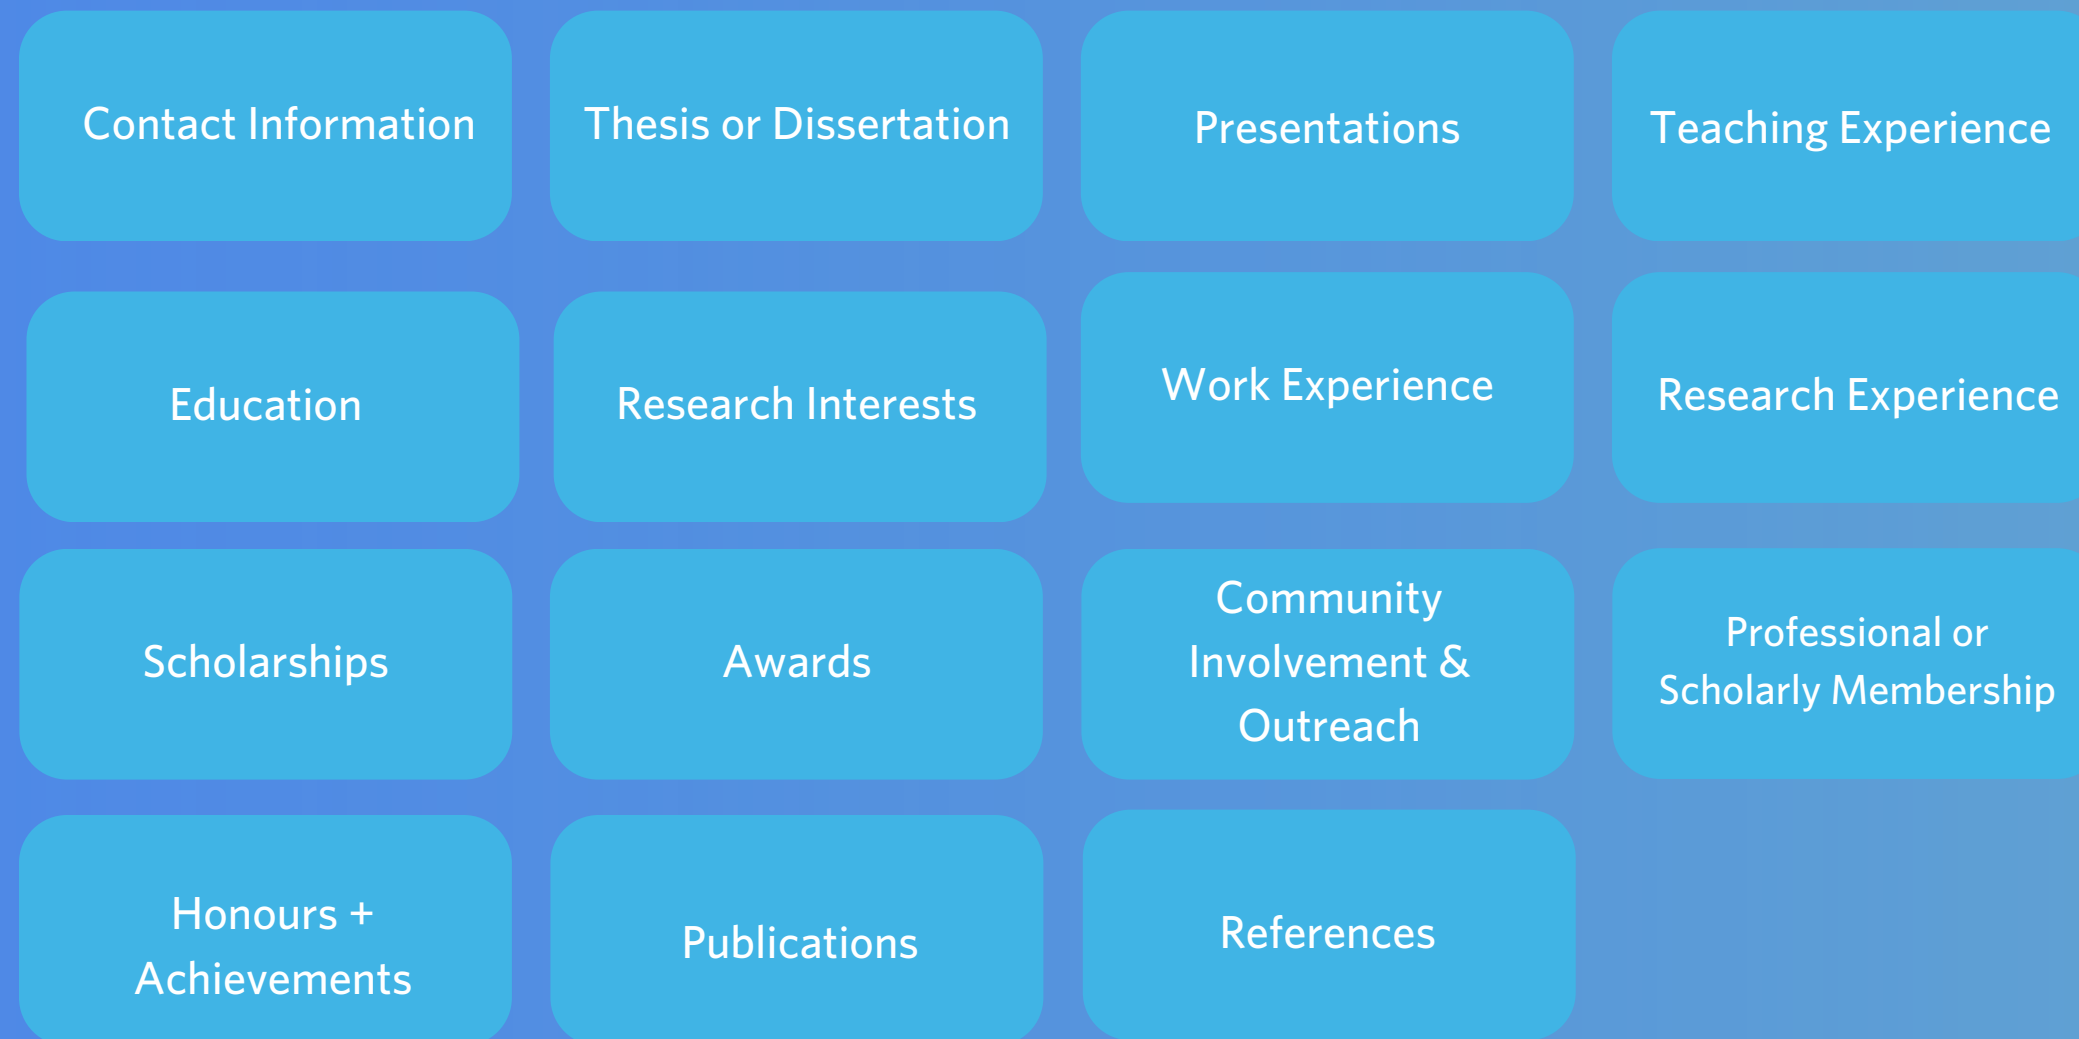 Contact Information
Thesis or Dissertation
Presentations
Teaching Experience
Education
Research Interests
Work Experience
Research Experience
Scholarships
Awards
Community
Involvement &
Outreach
Professional or
Scholarly Membership
Honours +
Achievements
Publications
References